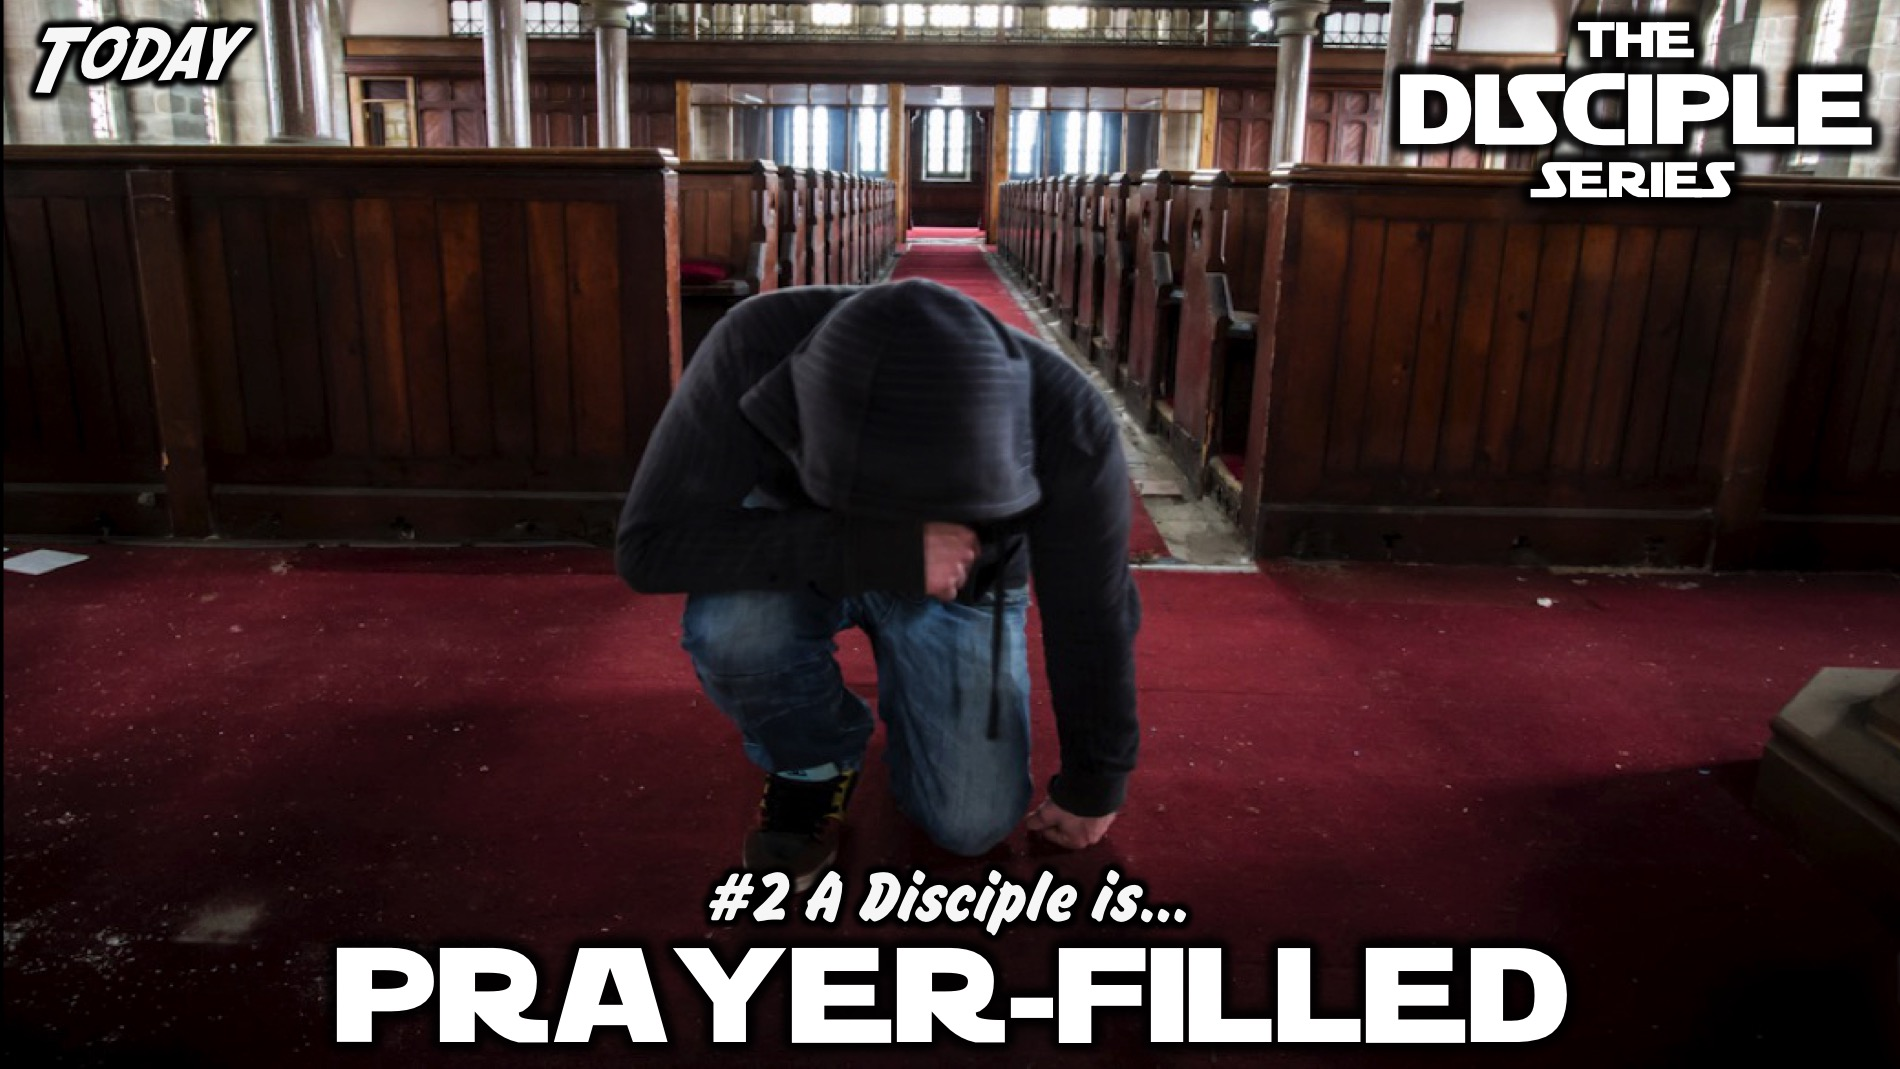 Today
THE
DISCIPLE
SERIES
#2 A Disciple is...
PRAYER-FILLED